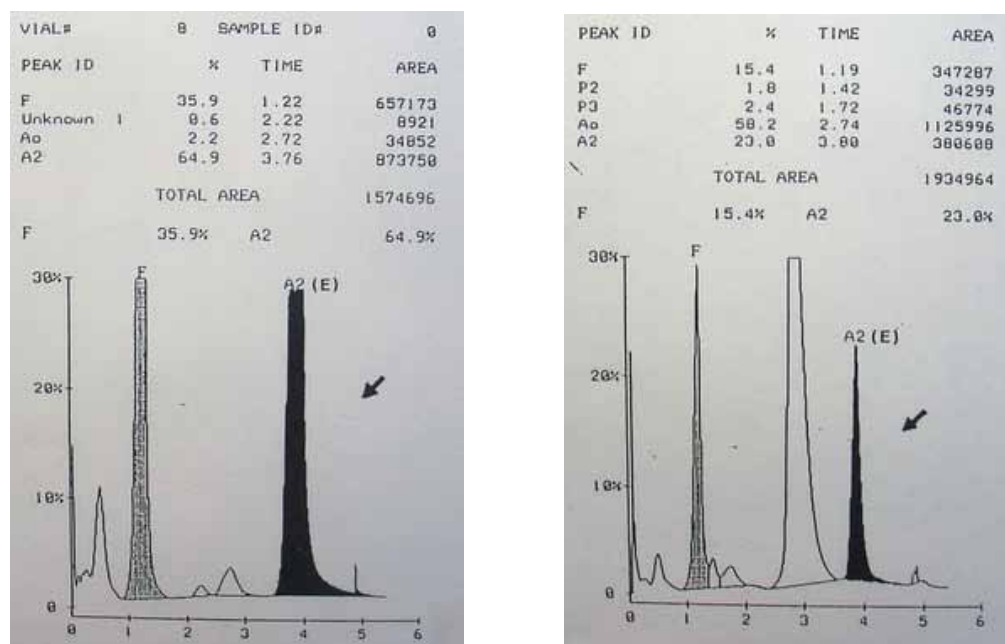 VIAL# 8 SAMPLE ID# 0
PEAK ID % TIME AREA
F 35.9 1.22 657173
Unknown 1 0.6 2.22 8921
Ao 2.2 2.72 34852
A2 64.9 3.76 873750
TOTAL AREA 1574696
F 35.9% A2 64.9%
F
A2 (E)
30%
20%
10%
0
0 1 2 3 4 5 6
PEAK ID % TIME AREA
F 15.4 1.19 347287
P2 1.8 1.42 34299
P3 2.4 1.72 46774
Ao 58.2 2.74 1125996
A2 23.0 3.80 380608
TOTAL AREA 1934964
F 15.4% A2 23.0%
F
A2 (E)
30%
20%
10%
0
0 1 2 3 4 5 6